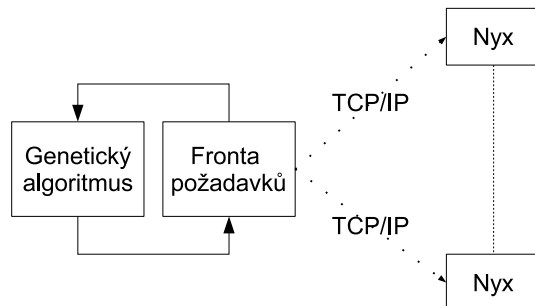 Nyx
TCP/IP
Genetický
algoritmus
Fronta
požadavků
TCP/IP
Nyx